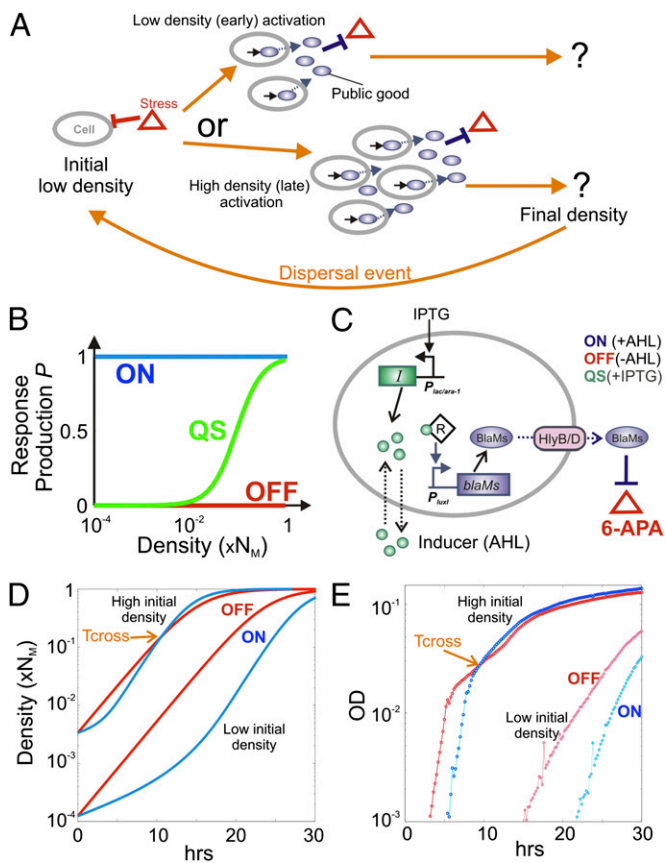 A
Low density (early) activation
Stress
Cell
Public good
?
or
Initial
low density
High density (late)
activation
?
Final density
Dispersal event
B
Response
Production P
1
0.5
0
ON
QS
OFF
10-4
10-2
1
Density (xNM)
C
IPTG
ON (+AHL)
OFF(-AHL)
QS(+IPTG)
I
Plac/ara-1
R
BlaMs
HlyB/D
BlaMs
PluxI
blaMs
6-APA
Inducer (AHL)
D
Density (xNM)
1
10-1
10-2
10-3
10-4
High initial
density
OFF
Tcross
ON
Low initial
density
0
10
20
30
hrs
E
OD
10-1
10-2
10-3
High initial
density
Tcross
OFF
Low initial
density
ON
0
10
20
30
hrs